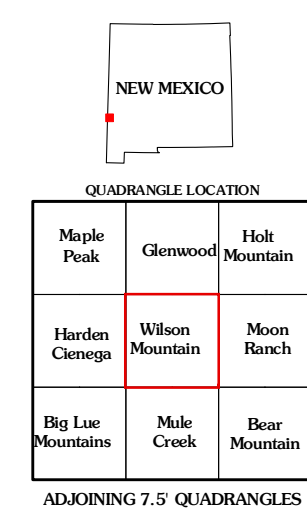 NEW MEXICO
QUADRANGLE LOCATION
Maple
Peak
Glenwood
Holt
Mountain
Harden
Cienega
Wilson
Mountain
Moon
Ranch
Big Lue
Mountains
Mule
Creek
Bear
Mountain
ADJOINING 7.5' QUADRANGLES